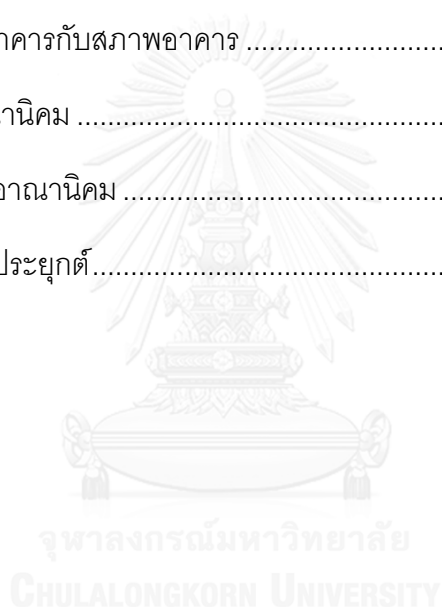 าคารกับสภาพอาคาร ........................
านิคม ................................................
อาณานิคม ..........................................
ประยุกต์..............................................
จุฬาลงกรณ์มหาวิทยาลัย
CHULALONGKORN UNIVERSITY